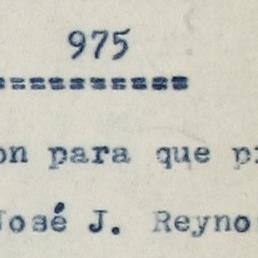 975
===========
on para que p
José J. Reyno